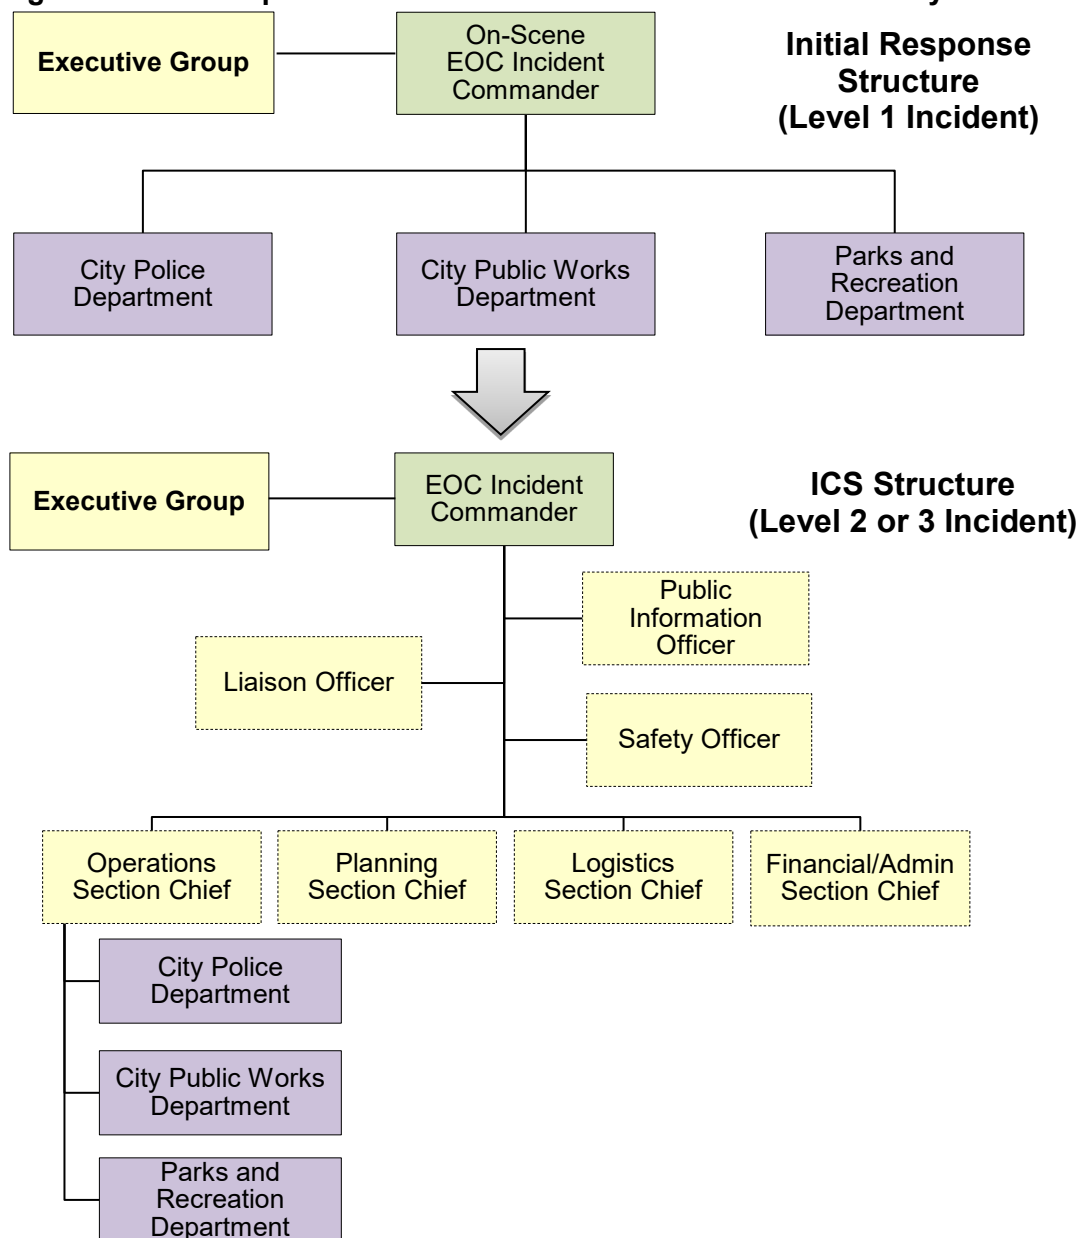 Executive Group
On-Scene
EOC Incident
Commander
Initial Response
Structure
(Level 1 Incident)
City Police
Department
City Public Works
Department
Parks and
Recreation
Department
Executive Group
EOC Incident
Commander
ICS Structure
(Level 2 or 3 Incident)
Public
Information
Officer
Liaison Officer
Safety Officer
Operations
Section Chief
Planning
Section Chief
Logistics
Section Chief
Financial/Admin
Section Chief
City Police
Department
City Public Works
Department
Parks and
Recreation
Department